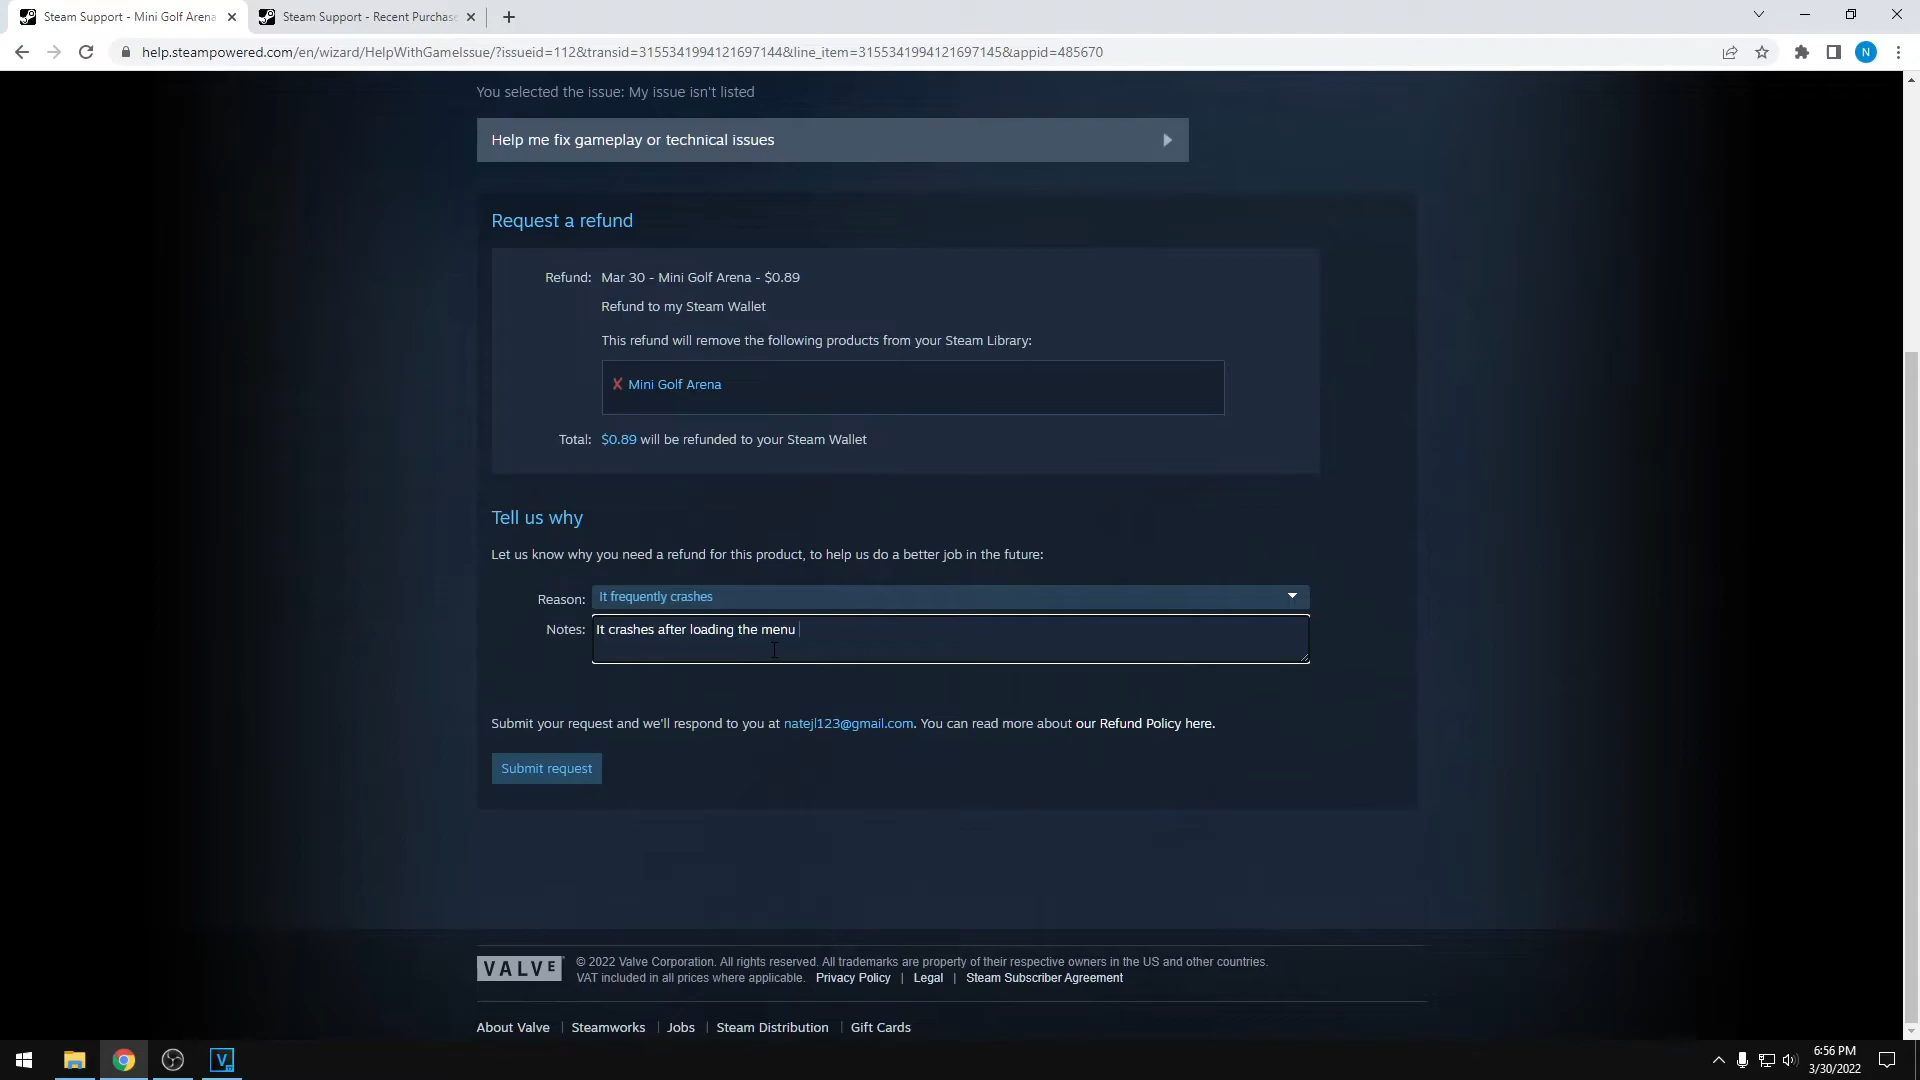 Steam Support - Mini Golf Arena
Steam Support - Recent Purchase
help.steampowered.com/en/wizard/HelpWithGameIssue/?issueid=112&transid=3155341994121697144&line_item=3155341994121697145&appid=485670
N
You selected the issue: My issue isn't listed
Help me fix gameplay or technical issues
Request a refund
Refund: Mar 30 - Mini Golf Arena - $0.89
Refund to my Steam Wallet
This refund will remove the following products from your Steam Library:
X Mini Golf Arena
Total: $0.89 will be refunded to your Steam Wallet
Tell us why
Let us know why you need a refund for this product, to help us do a better job in the future:
Reason: It frequently crashes
Notes: It crashes after loading the menu
Submit your request and we'll respond to you at natejl123@gmail.com. You can read more about our Refund Policy here.
Submit request
VALVE
© 2022 Valve Corporation. All rights reserved. All trademarks are property of their respective owners in the US and other countries.
VAT included in all prices where applicable. Privacy Policy | Legal | Steam Subscriber Agreement
About Valve | Steamworks | Jobs | Steam Distribution | Gift Cards
V
6:56 PM
3/30/2022